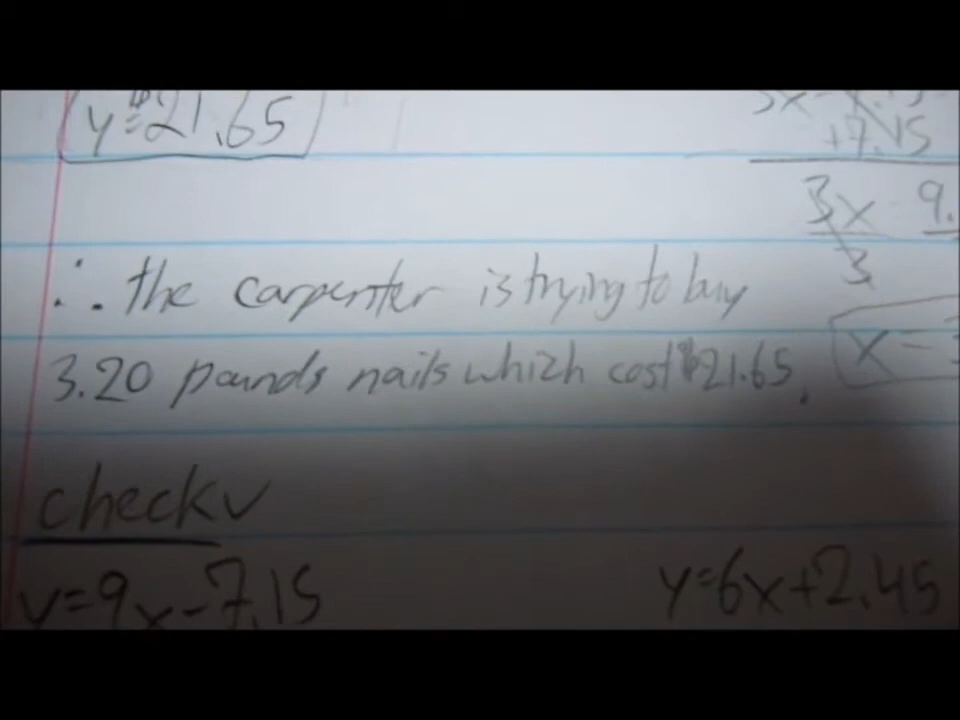 y=$21.65
+7.15
3x 9.
3
∴ the carpenter is trying to buy
3.20 pounds nails which cost $21.65.
x =
check√
y=9x-7.15
y=6x+2.45